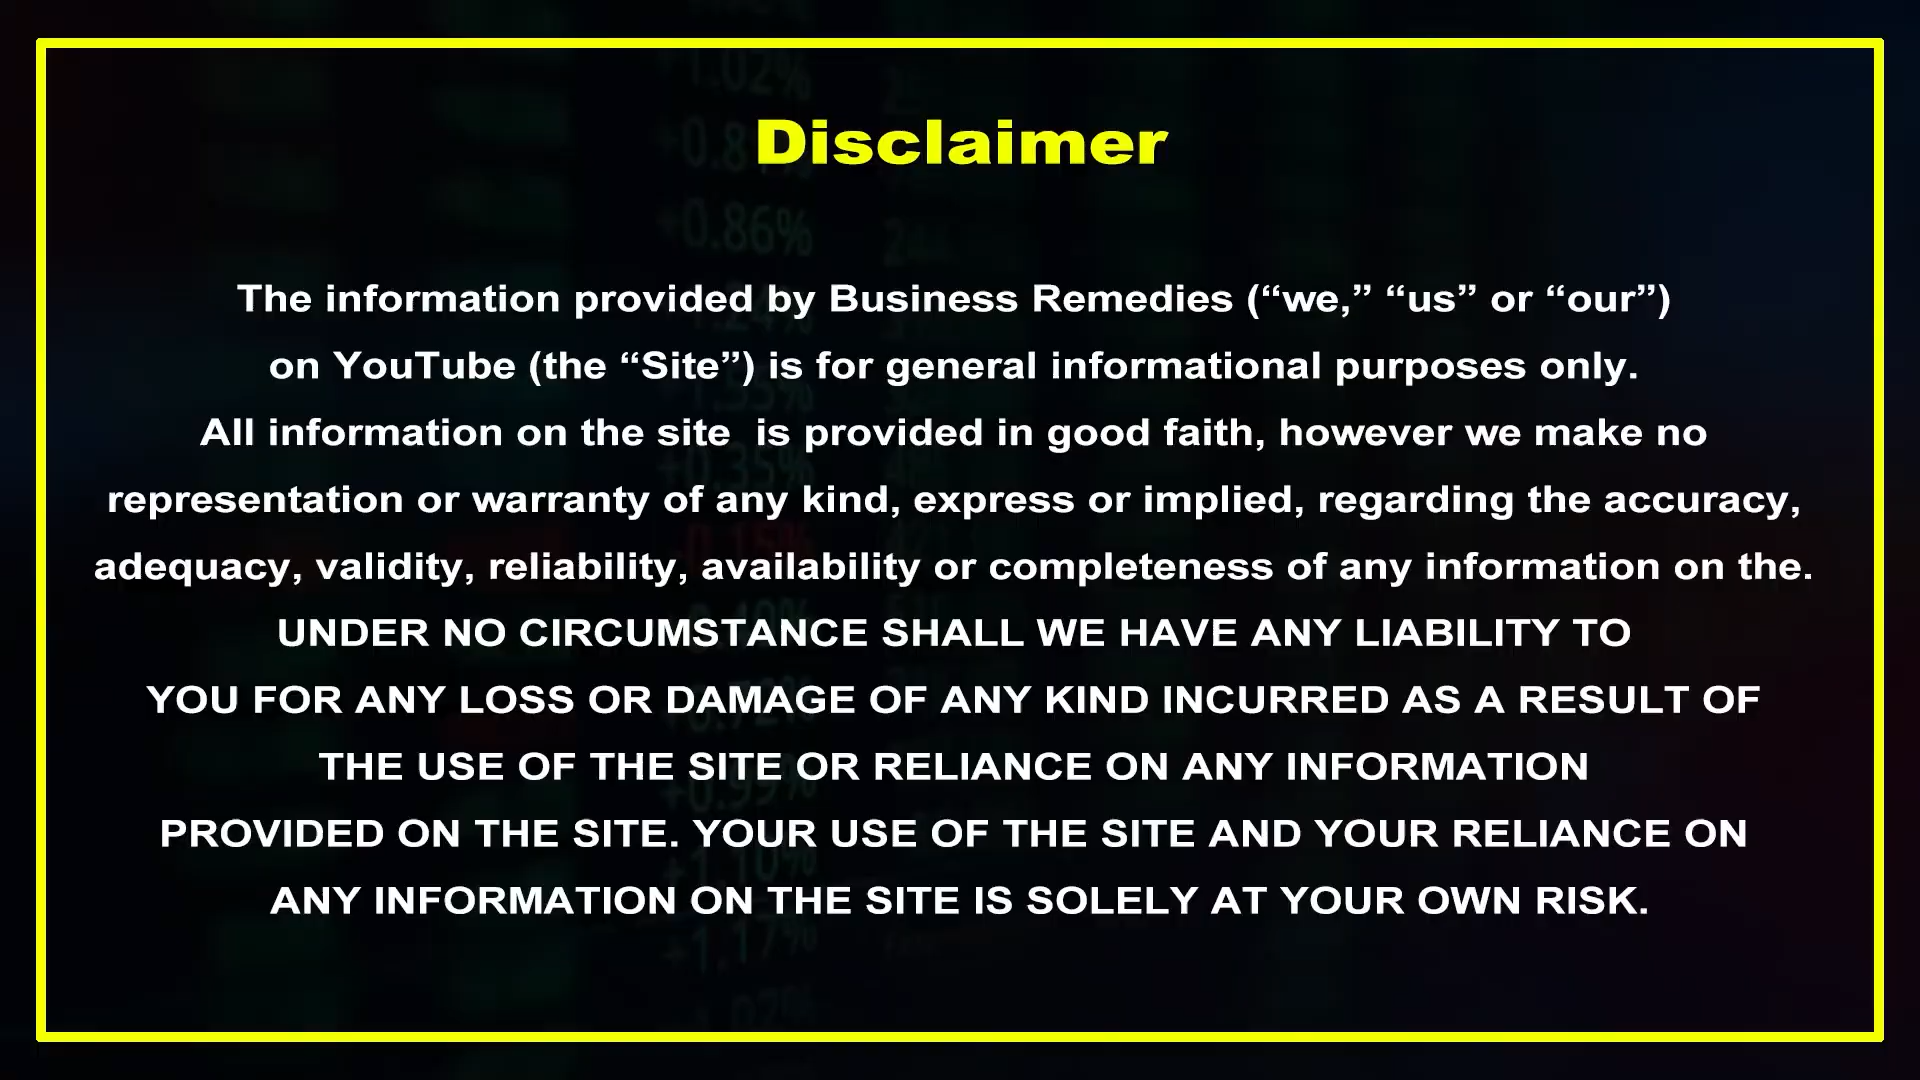 Disclaimer
The information provided by Business Remedies (“we,” “us” or “our”)
on YouTube (the “Site”) is for general informational purposes only.
All information on the site  is provided in good faith, however we make no
representation or warranty of any kind, express or implied, regarding the accuracy,
adequacy, validity, reliability, availability or completeness of any information on the.
UNDER NO CIRCUMSTANCE SHALL WE HAVE ANY LIABILITY TO
YOU FOR ANY LOSS OR DAMAGE OF ANY KIND INCURRED AS A RESULT OF
THE USE OF THE SITE OR RELIANCE ON ANY INFORMATION
PROVIDED ON THE SITE. YOUR USE OF THE SITE AND YOUR RELIANCE ON
ANY INFORMATION ON THE SITE IS SOLELY AT YOUR OWN RISK.